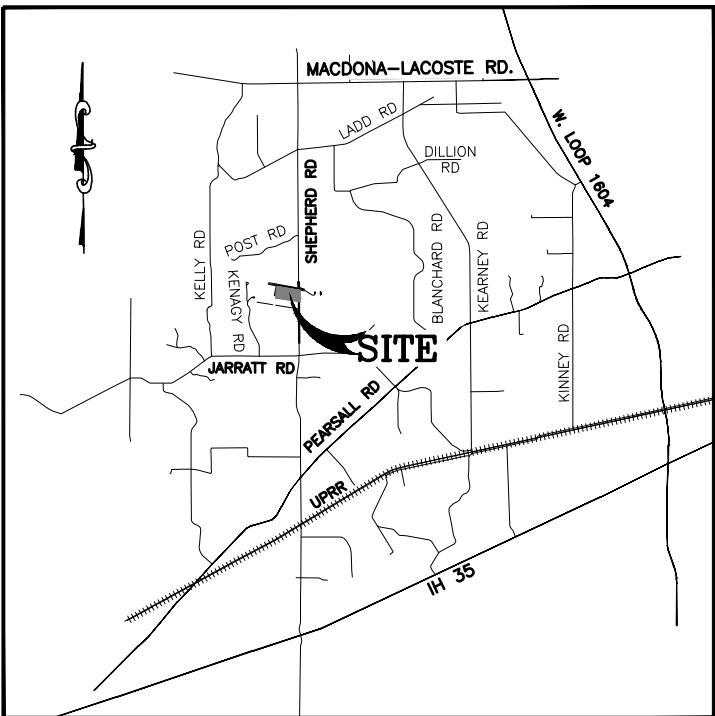 MACDONA-LACOSTE RD.
LADD RD
W. LOOP 1604
DILLION
RD
SHEPHERD RD
POST RD
KELLY RD
KENAGY RD
BLANCHARD RD
KEARNEY RD
SITE
JARRATT RD
KINNEY RD
PEARSALL RD
UPRR
IH 35